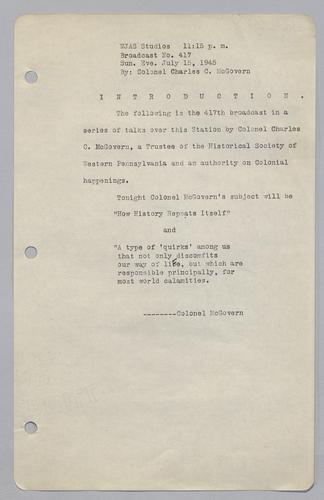 WJAS Studios   11:15 p. m.
Broadcast No. 417
Sun. Eve. July 15, 1945
By: Colonel Charles C. McGovern
I N T R O D U C T I O N .
The following is the 417th broadcast in a
series of talks over this Station by Colonel Charles
C. McGovern, a Trustee of the Historical Society of
Western Pennsylvania and an authority on Colonial
happenings.
Tonight Colonel McGovern's subject will be
"How History Repeats Itself"
and
"A type of 'quirks' among us
that not only discomfits
our way of life, but which are
responsible principally, for
most world calamities.
--------Colonel McGovern